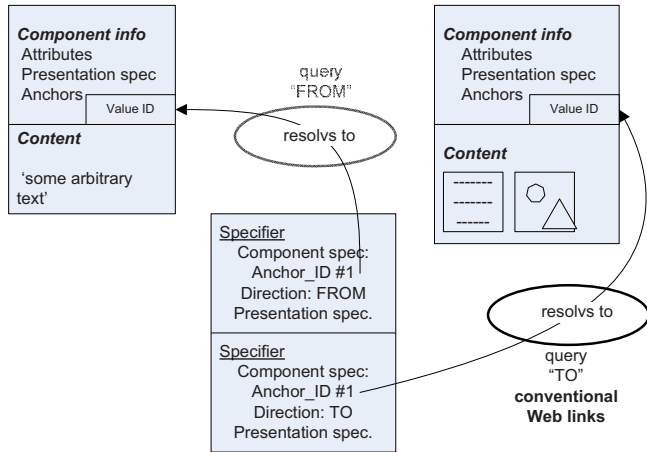 Component info
Attributes
Presentation spec
Anchors
Value ID
Content
‘some arbitrary
text’
query
“FROM”
resolvs to
Component info
Attributes
Presentation spec
Anchors
Value ID
Content
Specifier
Component spec:
Anchor_ID #1
Direction: FROM
Presentation spec.
Specifier
Component spec:
Anchor_ID #1
Direction: TO
Presentation spec.
resolvs to
query
“TO”
conventional
Web links